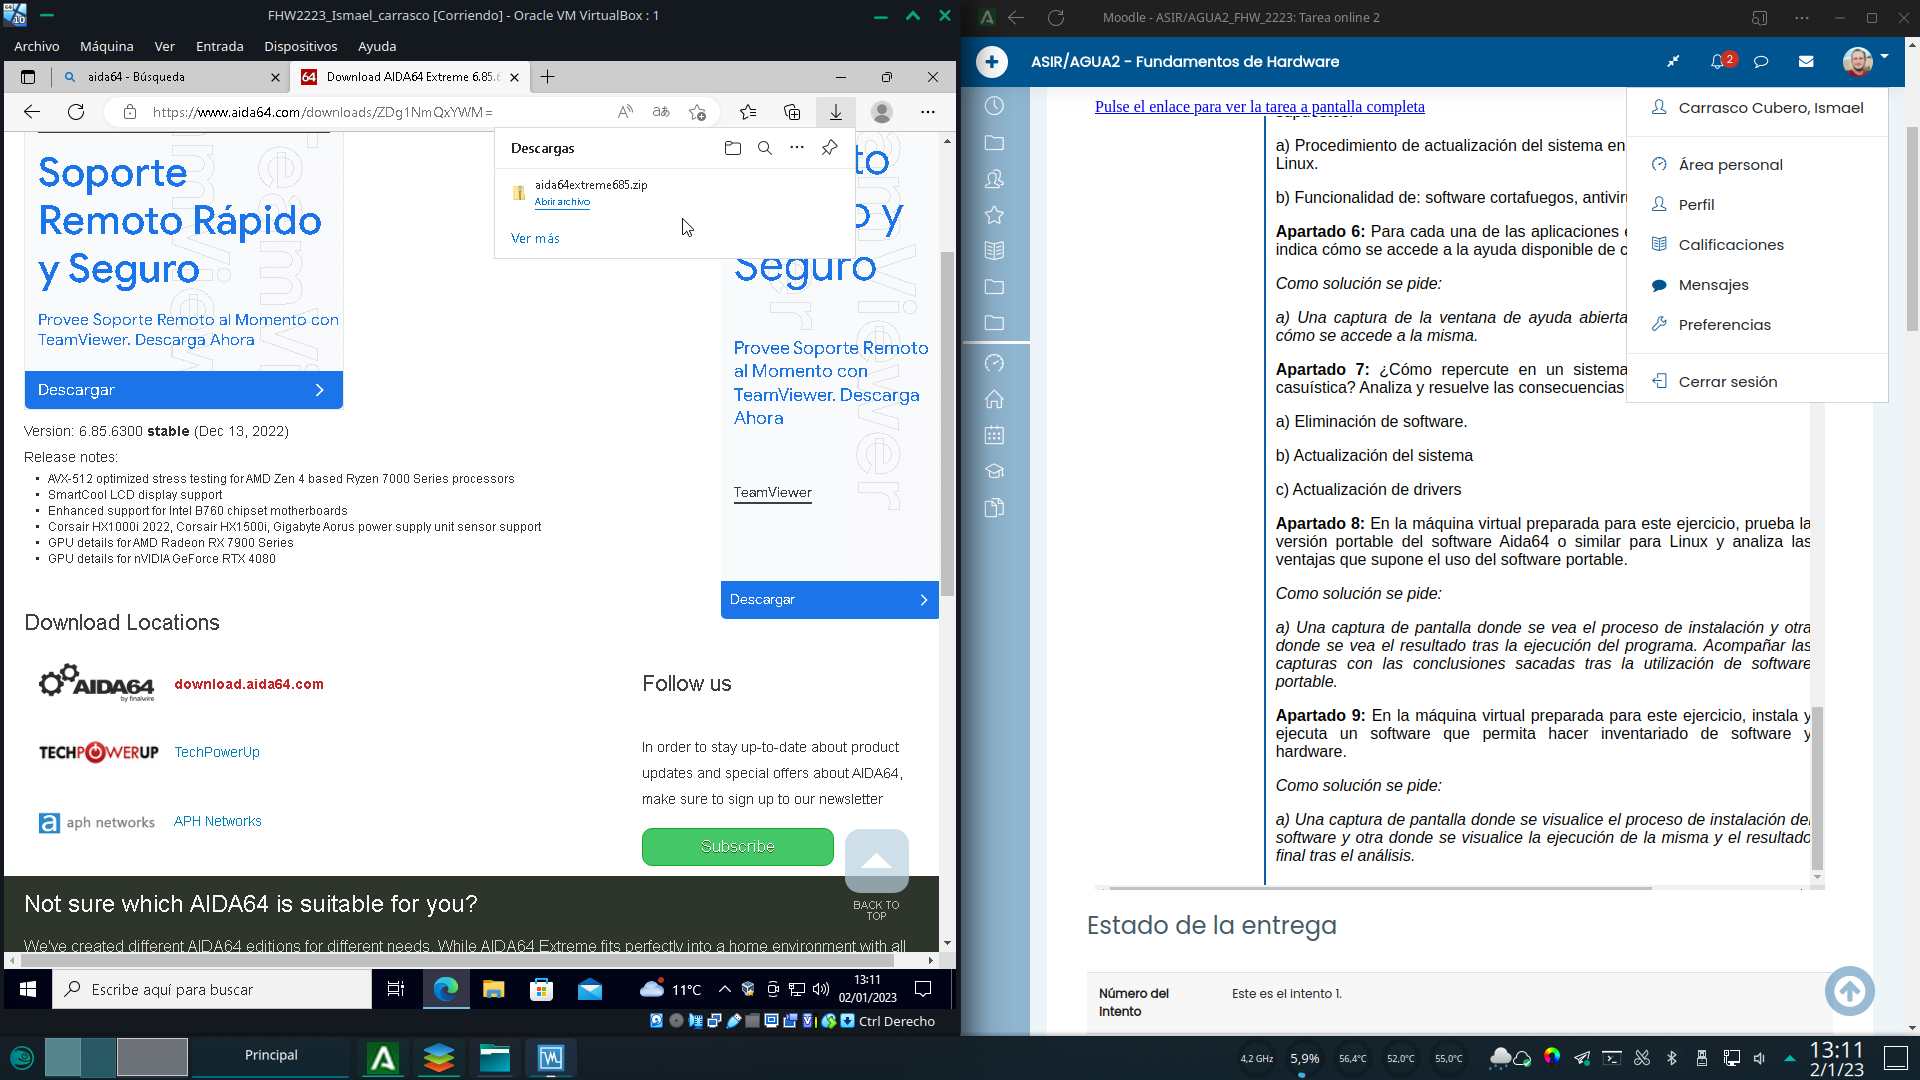 FHW2223_Ismael_carrasco [Corriendo] - Oracle VM VirtualBox : 1
Archivo Máquina Ver Entrada Dispositivos Ayuda
aida64 - Búsqueda
Download AIDA64 Extreme 6.85.6
https://www.aida64.com/downloads/ZDg1NmQxYWM=
Descargas
aida64extreme685.zip
Abrir archivo
Ver más
Soporte
Remoto Rápido
y Seguro
Provee Soporte Remoto al Momento con
TeamViewer. Descarga Ahora
Descargar
Seguro
Provee Soporte Remoto
al Momento con
TeamViewer. Descarga
Ahora
TeamViewer
Descargar
Version: 6.85.6300 stable (Dec 13, 2022)
Release notes:
• AVX-512 optimized stress testing for AMD Zen 4 based Ryzen 7000 Series processors
• SmartCool LCD display support
• Enhanced support for Intel B760 chipset motherboards
• Corsair HX1000i 2022, Corsair HX1500i, Gigabyte Aorus power supply unit sensor support
• GPU details for AMD Radeon RX 7900 Series
• GPU details for nVIDIA GeForce RTX 4080
Download Locations
AIDA64
by finalwire
download.aida64.com
TECHPOWERUP
TechPowerUp
aph networks
APH Networks
Follow us
In order to stay up-to-date about product
updates and special offers about AIDA64,
make sure to sign up to our newsletter
Subscribe
BACK TO
TOP
Not sure which AIDA64 is suitable for you?
We've created different AIDA64 editions for different needs. While AIDA64 Extreme fits perfectly into a home environment with all
Escribe aquí para buscar
11°C
13:11
02/01/2023
Ctrl Derecho
Moodle - ASIR/AGUA2_FHW_2223: Tarea online 2
ASIR/AGUA2 - Fundamentos de Hardware
2
Pulse el enlace para ver la tarea a pantalla completa
supuestos:
a) Procedimiento de actualización del sistema en
Linux.
b) Funcionalidad de: software cortafuegos, antivir
Apartado 6: Para cada una de las aplicaciones
indica cómo se accede a la ayuda disponible de c
Como solución se pide:
a) Una captura de la ventana de ayuda abierta
cómo se accede a la misma.
Apartado 7: ¿Cómo repercute en un sistema
casuística? Analiza y resuelve las consecuencias
a) Eliminación de software.
b) Actualización del sistema
c) Actualización de drivers
Apartado 8: En la máquina virtual preparada para este ejercicio, prueba la
versión portable del software Aida64 o similar para Linux y analiza las
ventajas que supone el uso del software portable.
Como solución se pide:
a) Una captura de pantalla donde se vea el proceso de instalación y otra
donde se vea el resultado tras la ejecución del programa. Acompañar las
capturas con las conclusiones sacadas tras la utilización de software
portable.
Apartado 9: En la máquina virtual preparada para este ejercicio, instala y
ejecuta un software que permita hacer inventariado de software y
hardware.
Como solución se pide:
a) Una captura de pantalla donde se visualice el proceso de instalación del
software y otra donde se visualice la ejecución de la misma y el resultado
final tras el análisis.
Carrasco Cubero, Ismael
Área personal
Perfil
Calificaciones
Mensajes
Preferencias
Cerrar sesión
Estado de la entrega
Número del
Intento
Este es el intento 1.
Principal
4,2 GHz
5,9%
56,4°C
52,0°C
55,0°C
13:11
2/1/23